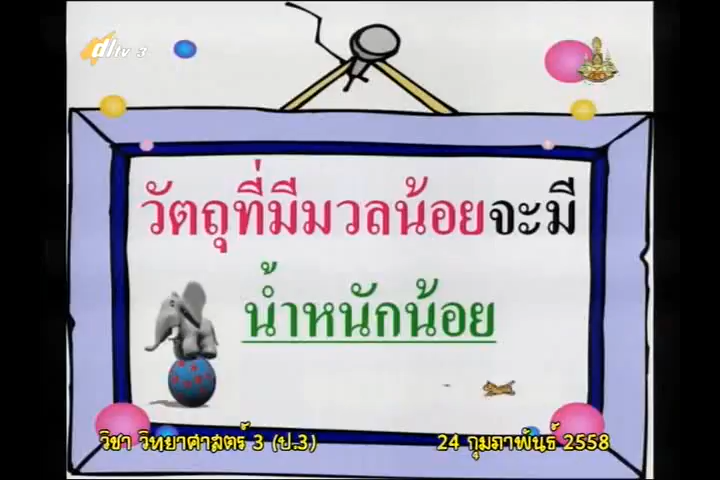 dltv 3
วัตถุที่มีมวลน้อยจะมี
น้ำหนักน้อย
วิชา วิทยาศาสตร์ 3 (ป.3)
24 กุมภาพันธ์ 2558